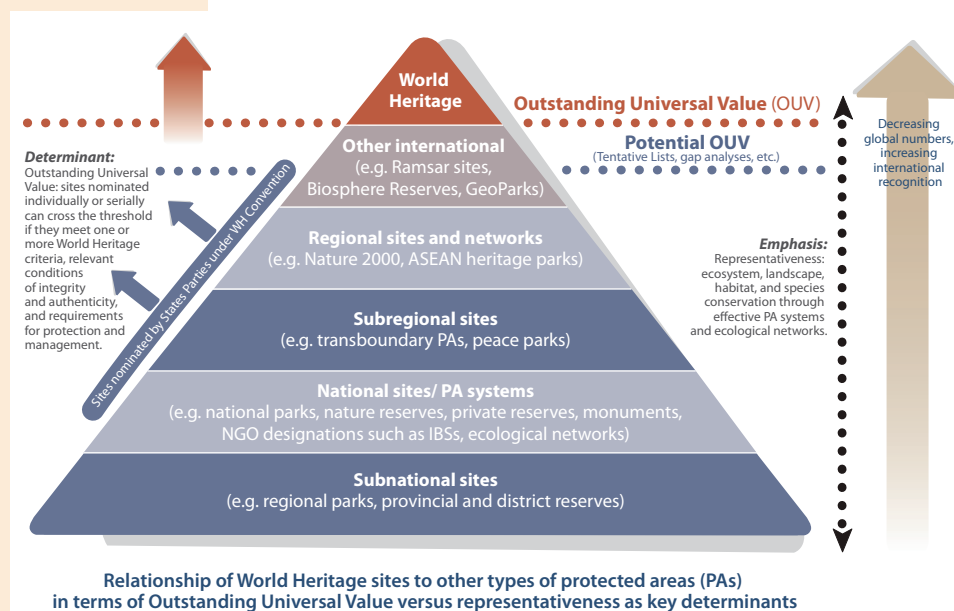 World
Heritage
Outstanding Universal Value (OUV)
Potential OUV
(Tentative Lists, gap analyses, etc.)
Decreasing
global numbers,
increasing
international
recognition
Determinant:
Outstanding Universal
Value: sites nominated
individually or serially
can cross the threshold
if they meet one or
more World Heritage
criteria, relevant
conditions
of integrity
and authenticity,
and requirements
for protection and
management.
Sites nominated by States Parties under WH Convention
Other international
(e.g. Ramsar sites,
Biosphere Reserves, GeoParks)
Regional sites and networks
(e.g. Nature 2000, ASEAN heritage parks)
Emphasis:
Representativeness:
ecosystem, landscape,
habitat, and species
conservation through
effective PA systems
and ecological networks.
Subregional sites
(e.g. transboundary PAs, peace parks)
National sites/ PA systems
(e.g. national parks, nature reserves, private reserves, monuments,
NGO designations such as IBSs, ecological networks)
Subnational sites
(e.g. regional parks, provincial and district reserves)
Relationship of World Heritage sites to other types of protected areas (PAs)
in terms of Outstanding Universal Value versus representativeness as key determinants